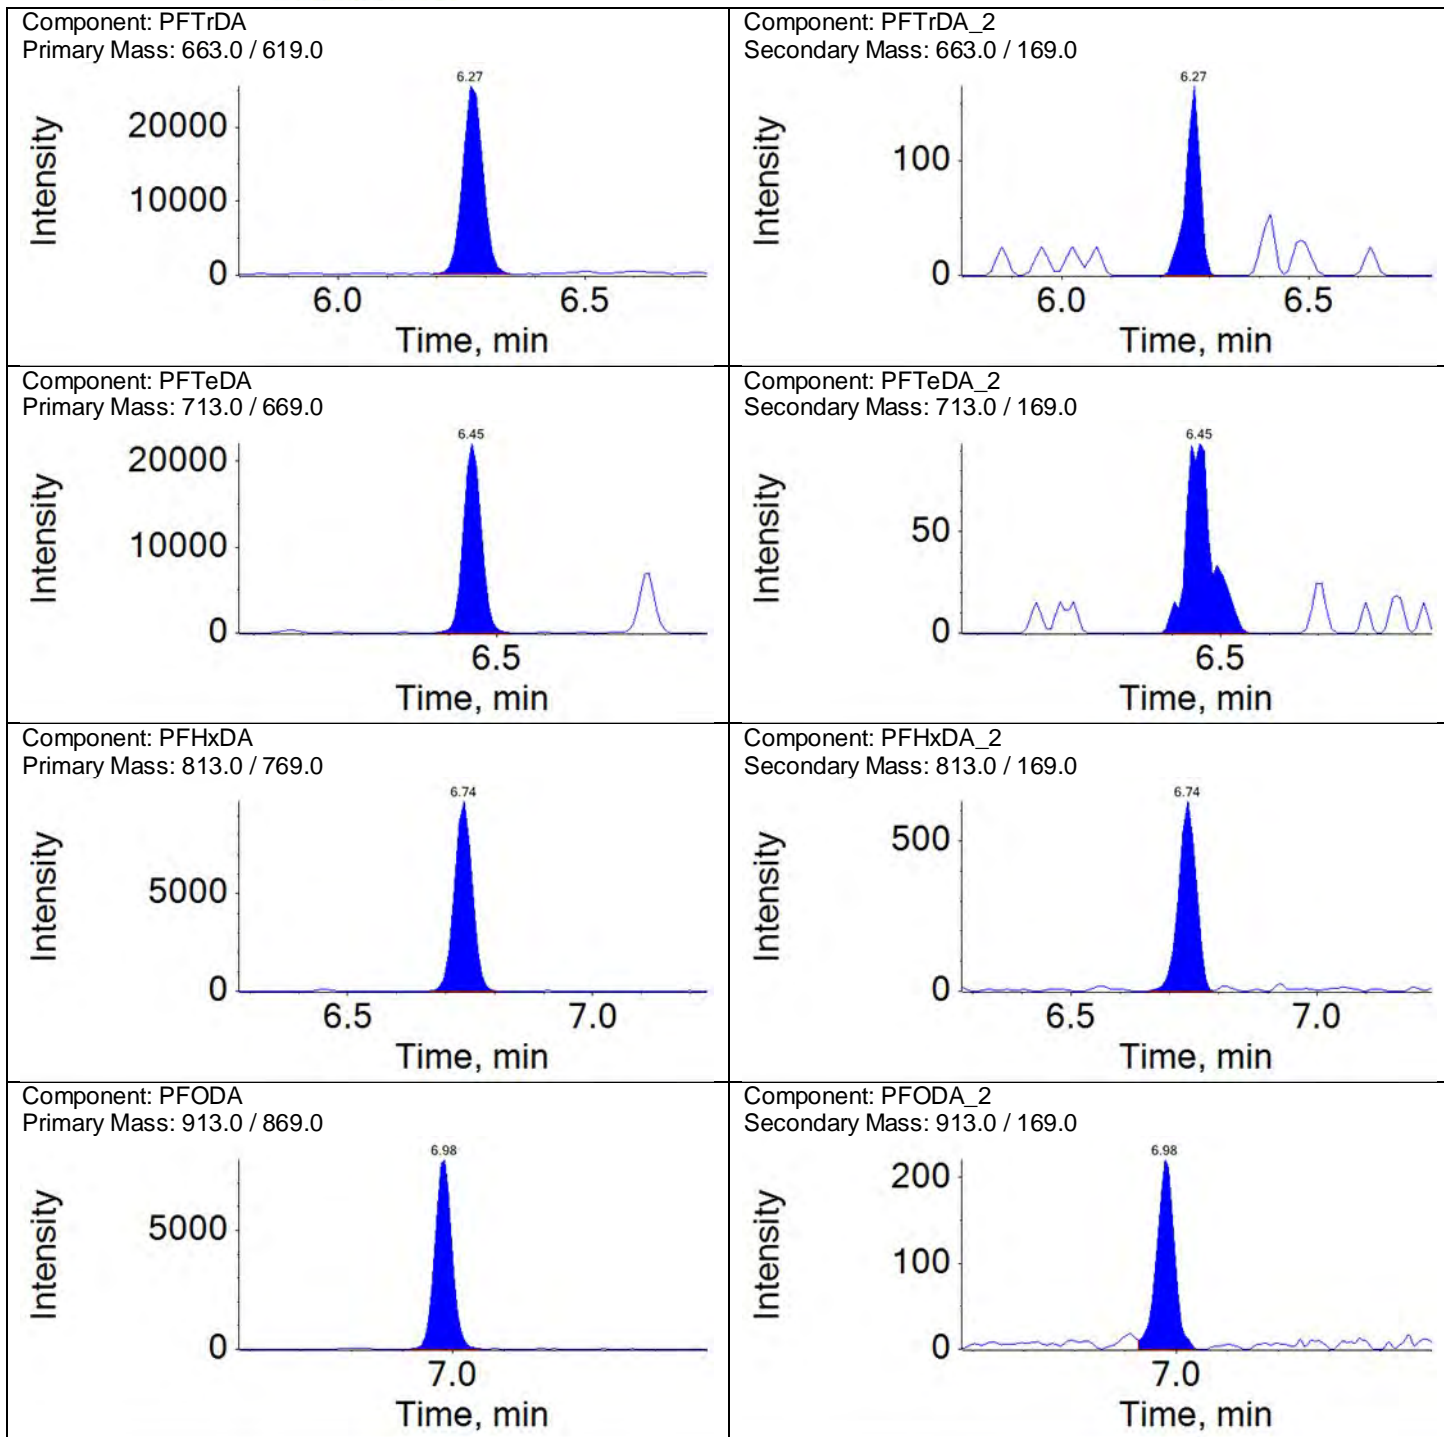 Component: PFTrDA
Primary Mass: 663.0 / 619.0
6.27
20000
10000
0
Intensity
6.0 6.5
Time, min
Component: PFTrDA_2
Secondary Mass: 663.0 / 169.0
6.27
100
0
Intensity
6.0 6.5
Time, min
Component: PFTeDA
Primary Mass: 713.0 / 669.0
6.45
20000
10000
0
Intensity
6.5
Time, min
Component: PFTeDA_2
Secondary Mass: 713.0 / 169.0
6.45
50
0
Intensity
6.5
Time, min
Component: PFHxDA
Primary Mass: 813.0 / 769.0
6.74
5000
0
Intensity
6.5 7.0
Time, min
Component: PFHxDA_2
Secondary Mass: 813.0 / 169.0
6.74
500
0
Intensity
6.5 7.0
Time, min
Component: PFODA
Primary Mass: 913.0 / 869.0
6.98
5000
0
Intensity
7.0
Time, min
Component: PFODA_2
Secondary Mass: 913.0 / 169.0
6.98
200
100
0
Intensity
7.0
Time, min